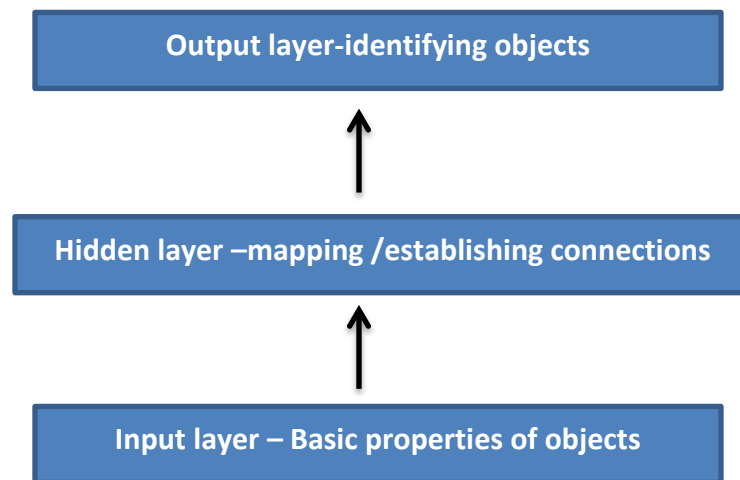 Output layer-identifying objects
Hidden layer –mapping /establishing connections
Input layer – Basic properties of objects